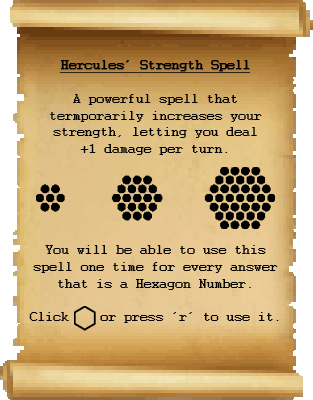 Hercules´ Strength Spell
A powerful spell that
termporarily increases your
strength, letting you deal
+1 damage per turn.
You will be able to use this
spell one time for every answer
that is a Hexagon Number.
Click or press ´r´ to use it.